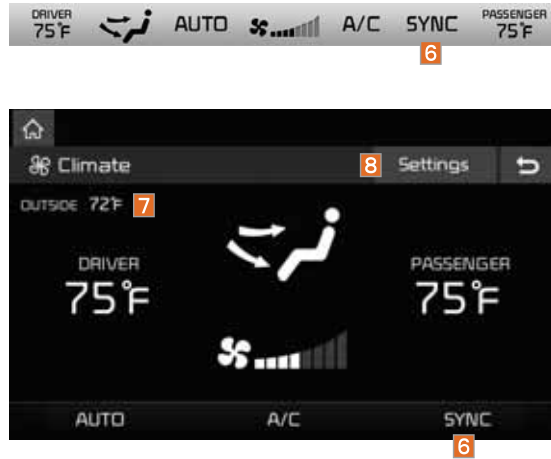 DRIVER 75°F AUTO A/C SYNC PASSENGER 75°F
6
Climate 8 Settings
OUTSIDE 72°F 7
DRIVER PASSENGER
75°F 75°F
AUTO A/C SYNC
6